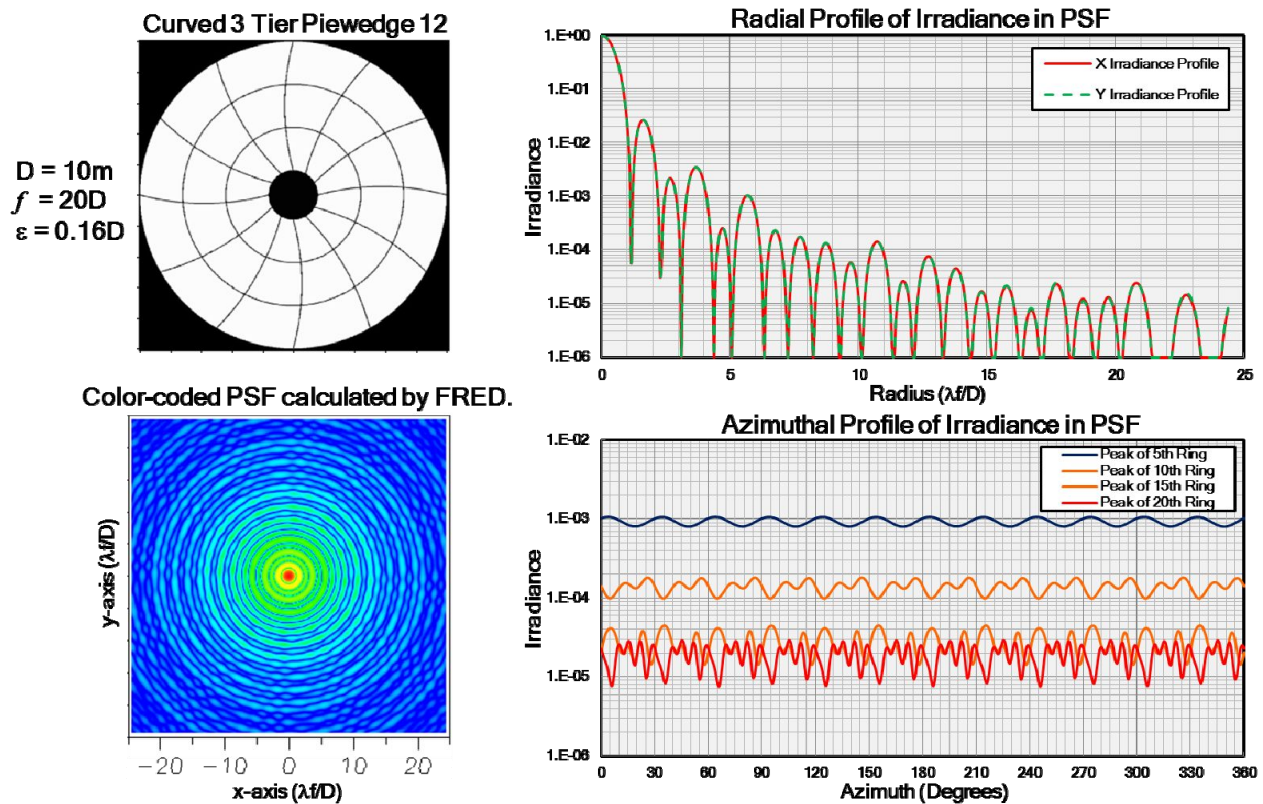 Curved 3 Tier Piewedge 12
D = 10m
f = 20D
ε = 0.16D
Radial Profile of Irradiance in PSF
1.E+00
1.E-01
1.E-02
1.E-03
1.E-04
1.E-05
1.E-06
Irradiance
X Irradiance Profile
Y Irradiance Profile
0 5 10 15 20 25
Radius (λf/D)
Color-coded PSF calculated by FRED.
y-axis (λf/D)
−20 −10 0 10 20
x-axis (λf/D)
Azimuthal Profile of Irradiance in PSF
1.E-02
1.E-03
1.E-04
1.E-05
1.E-06
Irradiance
Peak of 5th Ring
Peak of 10th Ring
Peak of 15th Ring
Peak of 20th Ring
0 30 60 90 120 150 180 210 240 270 300 330 360
Azimuth (Degrees)